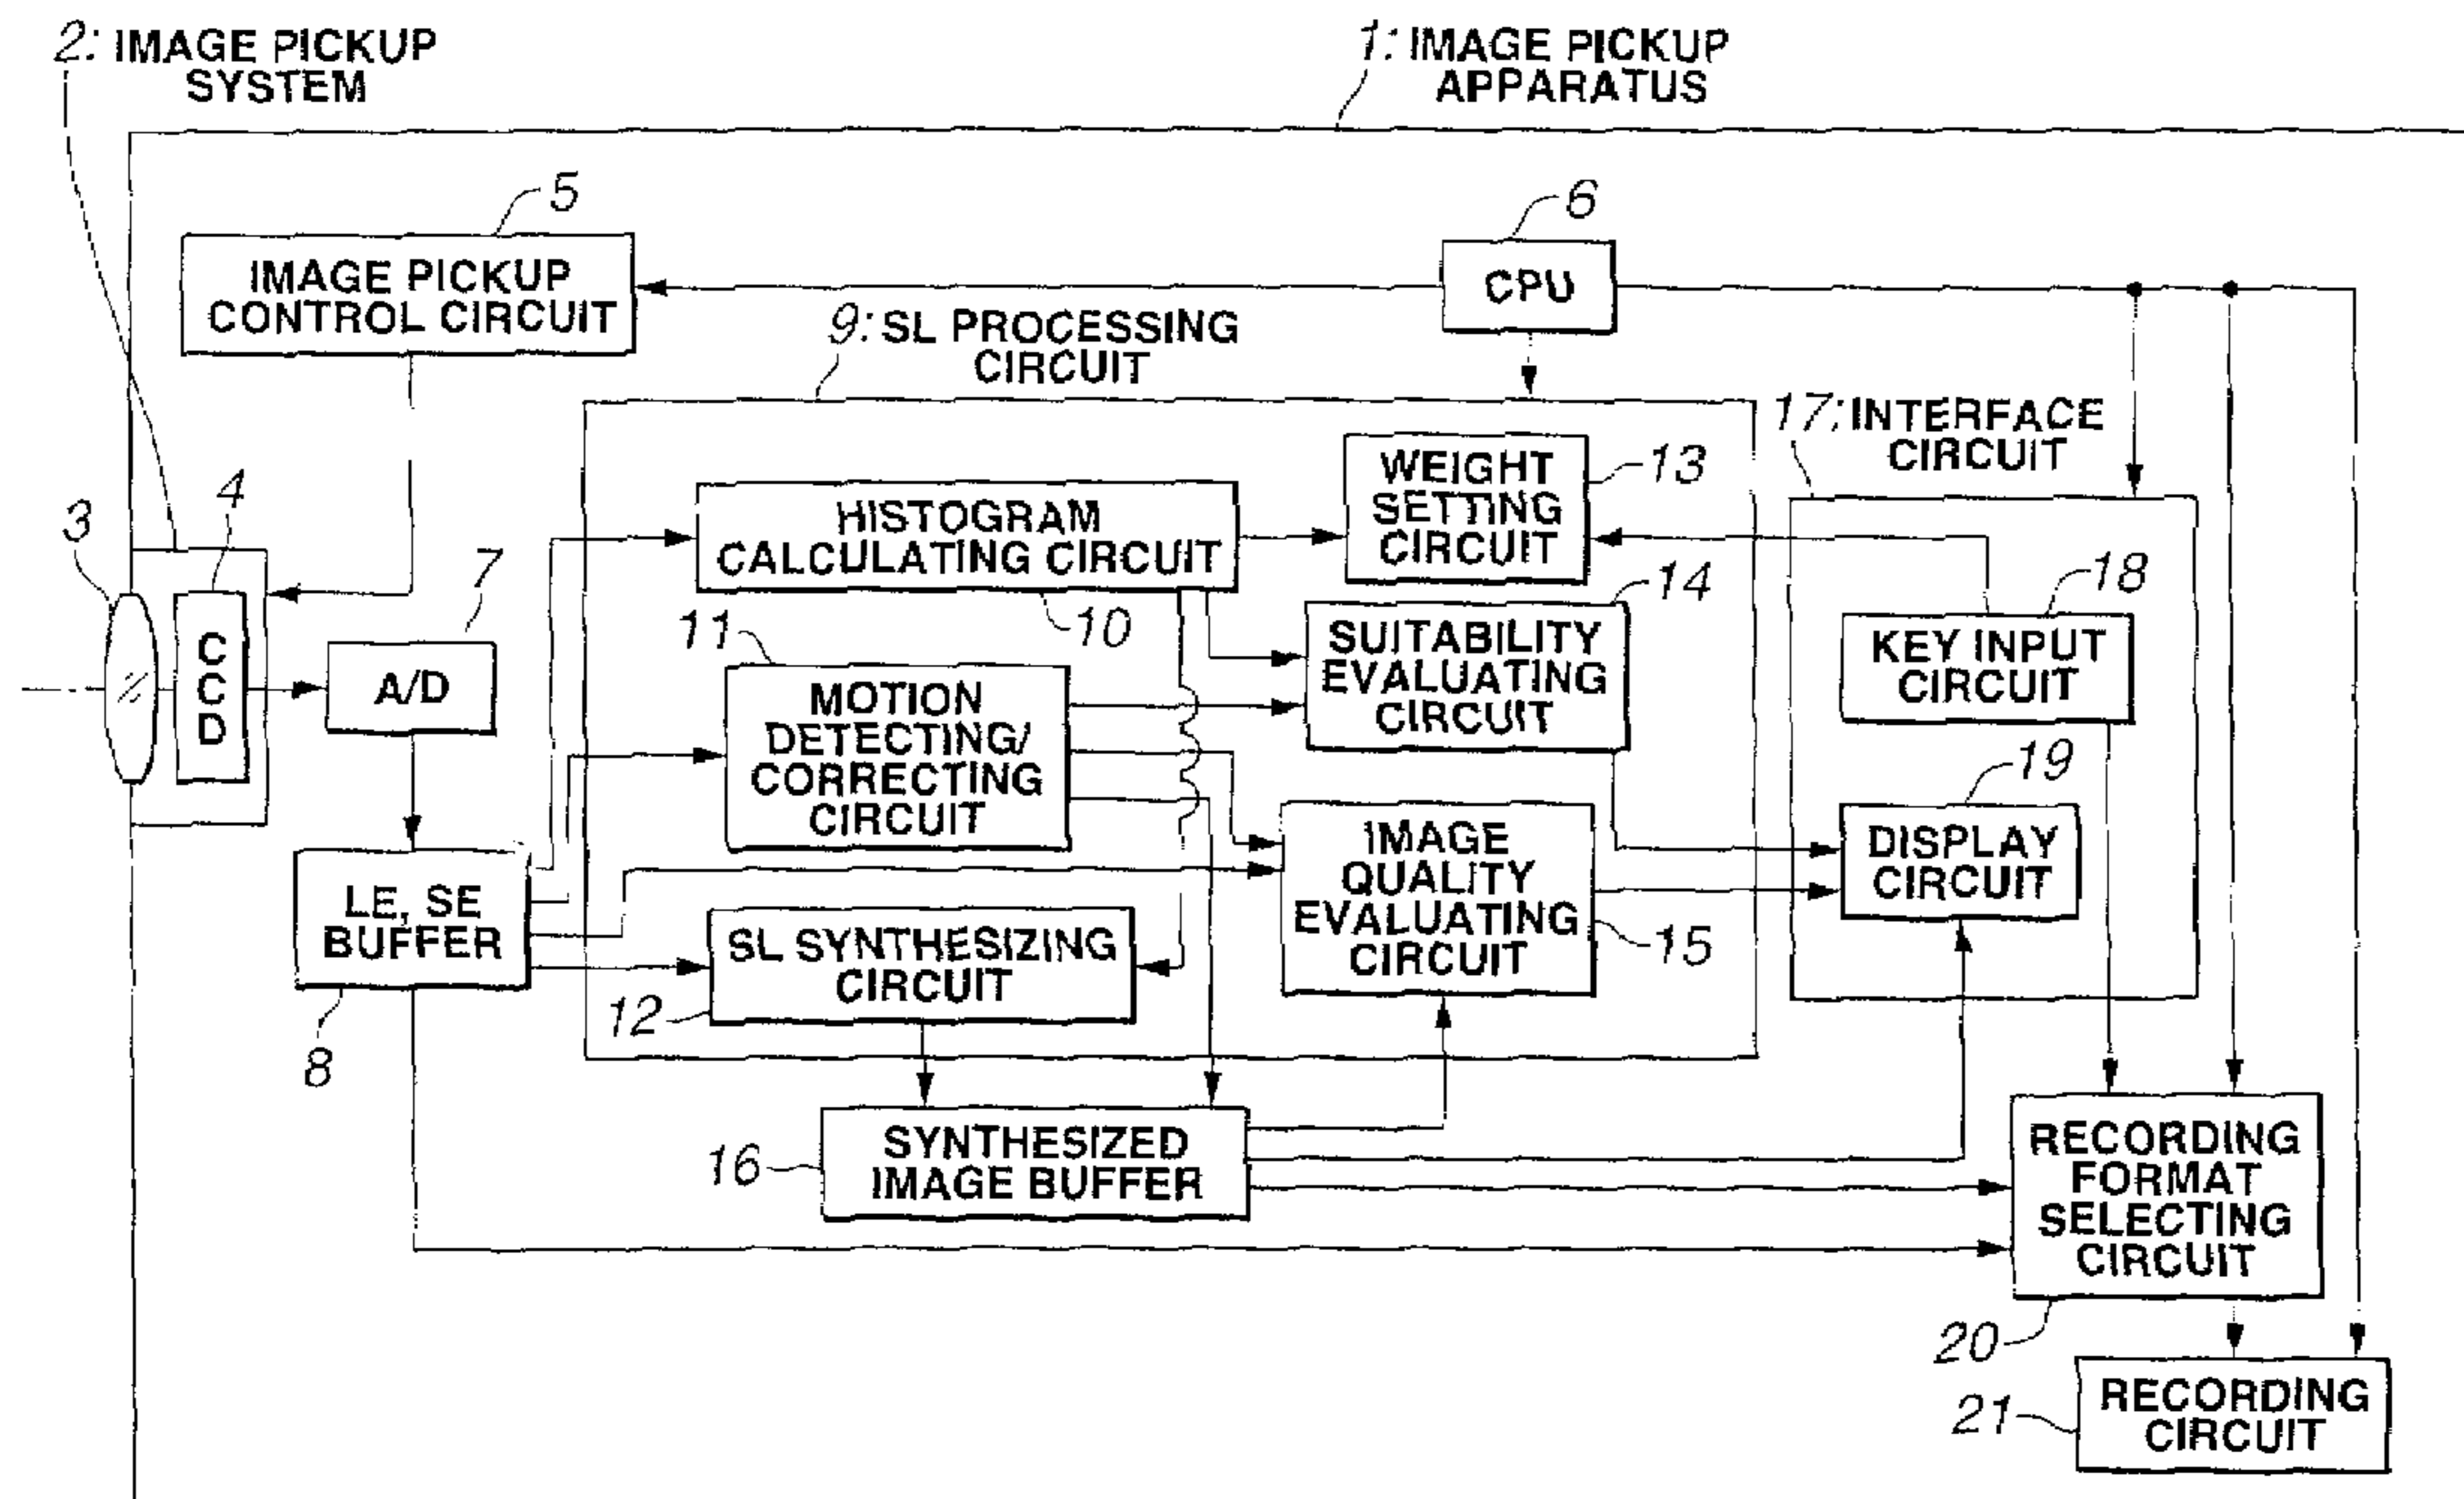 2: IMAGE PICKUP
SYSTEM
1: IMAGE PICKUP
APPARATUS
5
6
IMAGE PICKUP
CONTROL CIRCUIT
CPU
9: SL PROCESSING
CIRCUIT
17: INTERFACE
CIRCUIT
3
4
7
CCD
A/D
HISTOGRAM
CALCULATING CIRCUIT
10
WEIGHT
SETTING
CIRCUIT
13
14
11
MOTION
DETECTING/
CORRECTING
CIRCUIT
SUITABILITY
EVALUATING
CIRCUIT
18
KEY INPUT
CIRCUIT
19
DISPLAY
CIRCUIT
LE, SE
BUFFER
8
SL SYNTHESIZING
CIRCUIT
12
IMAGE
QUALITY
EVALUATING
CIRCUIT
15
16
SYNTHESIZED
IMAGE BUFFER
RECORDING
FORMAT
SELECTING
CIRCUIT
20
21
RECORDING
CIRCUIT